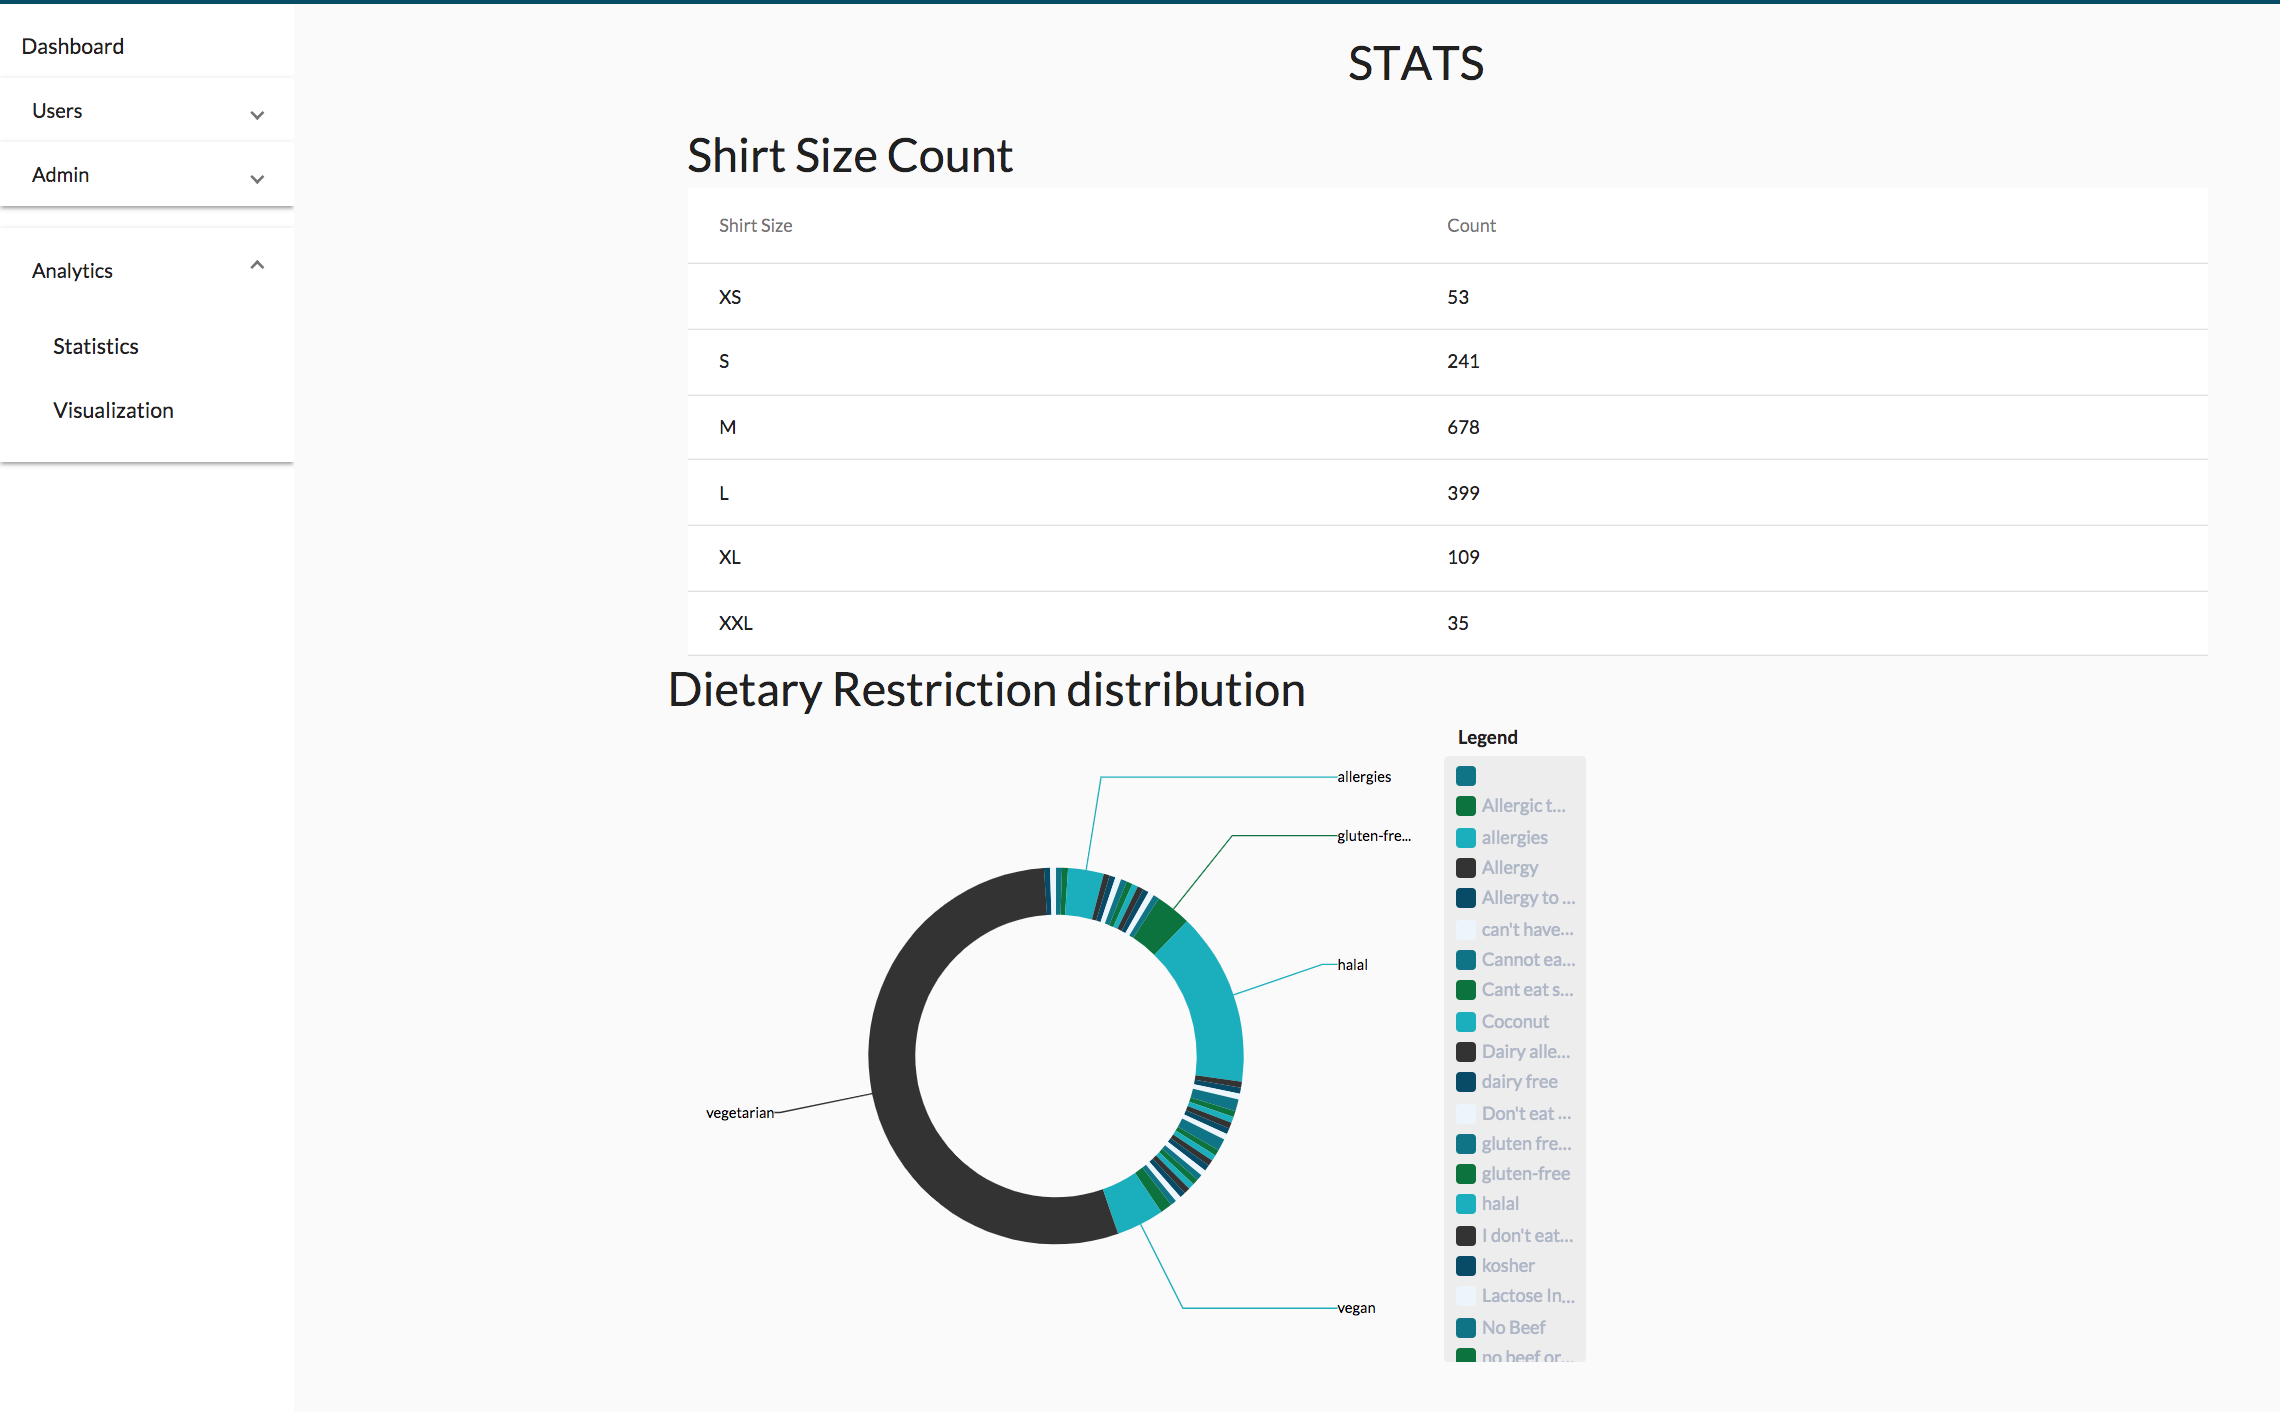 Dashboard
Users
Admin
Analytics
Statistics
Visualization
STATS
Shirt Size Count
Shirt Size Count
XS 53
S 241
M 678
L 399
XL 109
XXL 35
Dietary Restriction distribution
allergies
gluten-fre...
halal
vegetarian
vegan
Legend
Allergic t...
allergies
Allergy
Allergy to ...
can't have...
Cannot ea...
Cant eat s...
Coconut
Dairy alle...
dairy free
Don't eat ...
gluten fre...
gluten-free
halal
I don't eat...
kosher
Lactose In...
No Beef
no beef or...